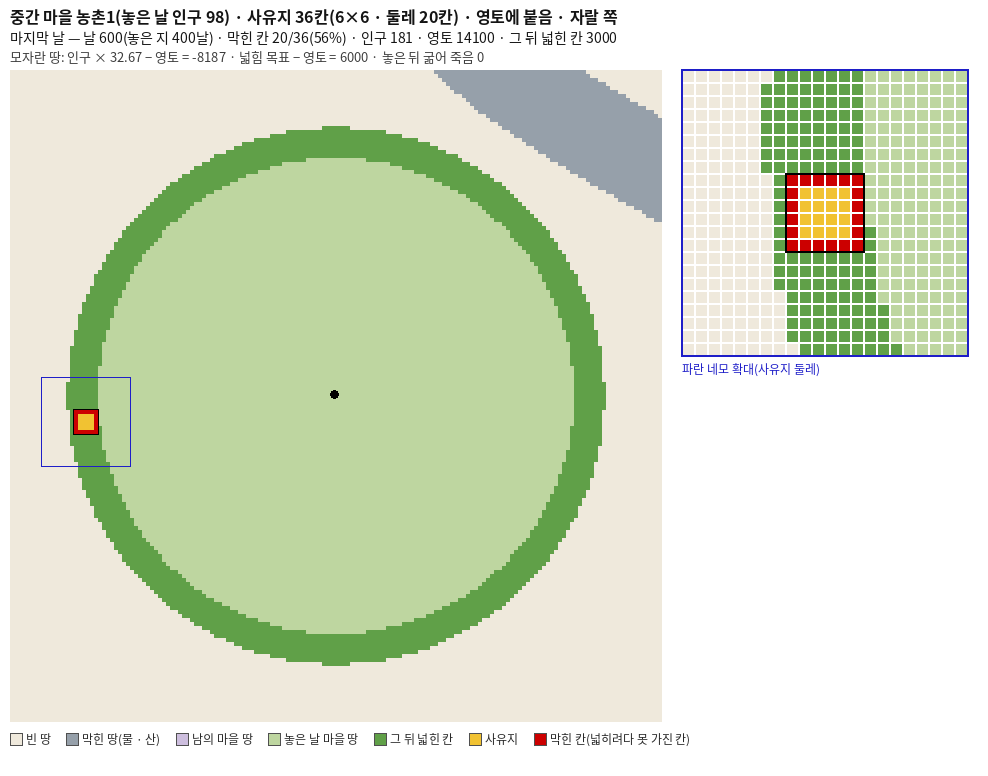 중간 마을 농촌1(놓은 날 인구 98) · 사유지 36칸(6×6 · 둘레 20칸) · 영토에 붙음 · 자랄 쪽
마지막 날 — 날 600(놓은 지 400날) · 막힌 칸 20/36(56%) · 인구 181 · 영토 14100 · 그 뒤 넓힌 칸 3000
모자란 땅: 인구 × 32.67 − 영토 = -8187 · 넓힘 목표 − 영토 = 6000 · 놓은 뒤 굶어 죽음 0
파란 네모 확대(사유지 둘레)
빈 땅 막힌 땅(물 · 산) 남의 마을 땅 놓은 날 마을 땅 그 뒤 넓힌 칸 사유지 막힌 칸(넓히려다 못 가진 칸)